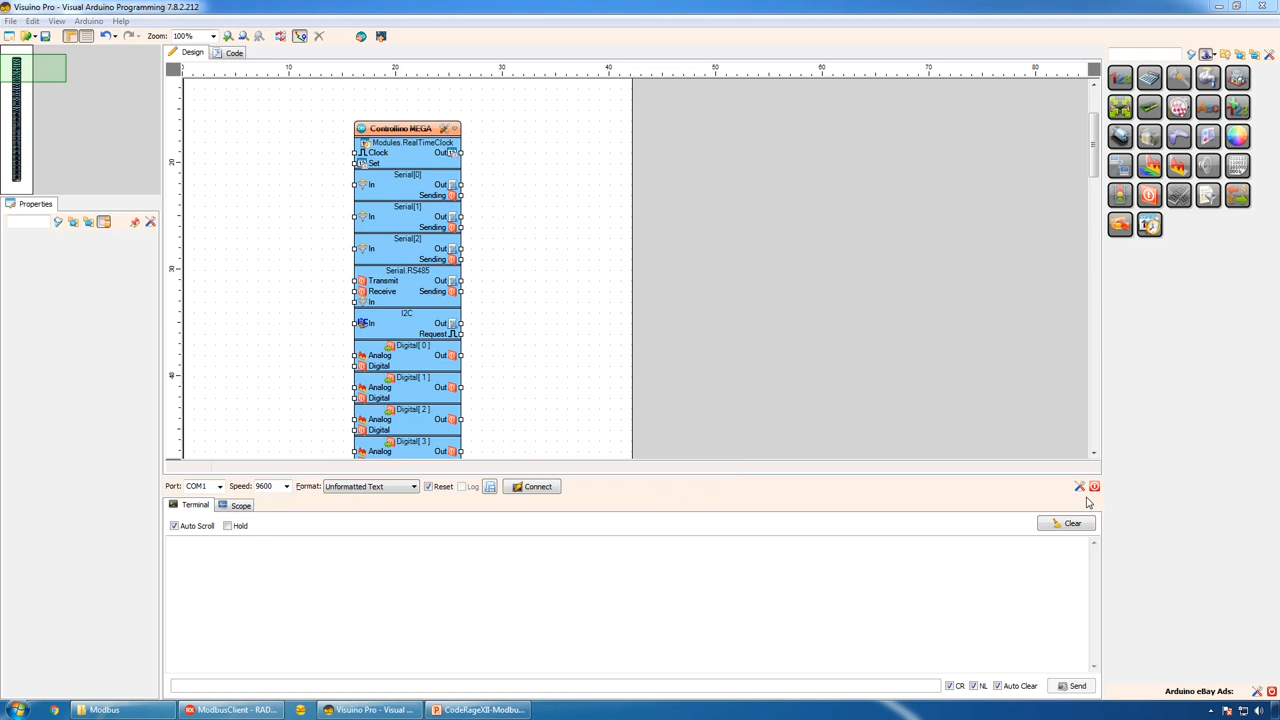 Visuino Pro - Visual Arduino Programming 7.8.2.212
File Edit View Arduino Help
Zoom: 100%
Design Code
10 20 30 40 50 60 70 80
20
30
40
Properties
Controllino MEGA
Modules.RealTimeClock
Clock Out
Set
Serial[0]
In Out
Sending
Serial[1]
In Out
Sending
Serial[2]
In Out
Sending
Serial.RS485
Transmit Out
Receive Sending
In
I2C
In Out
Request
Digital[ 0 ]
Analog Out
Digital
Digital[ 1 ]
Analog Out
Digital
Digital[ 2 ]
Analog Out
Digital
Digital[ 3 ]
Analog Out
Port: COM1 Speed: 9600 Format: Unformatted Text Reset Log Connect
Terminal Scope
Auto Scroll Hold Clear
CR NL Auto Clear Send
Arduino eBay Ads:
Modbus ModbusClient - RAD... Visuino Pro - Visual ... CodeRageXII-Modbu...